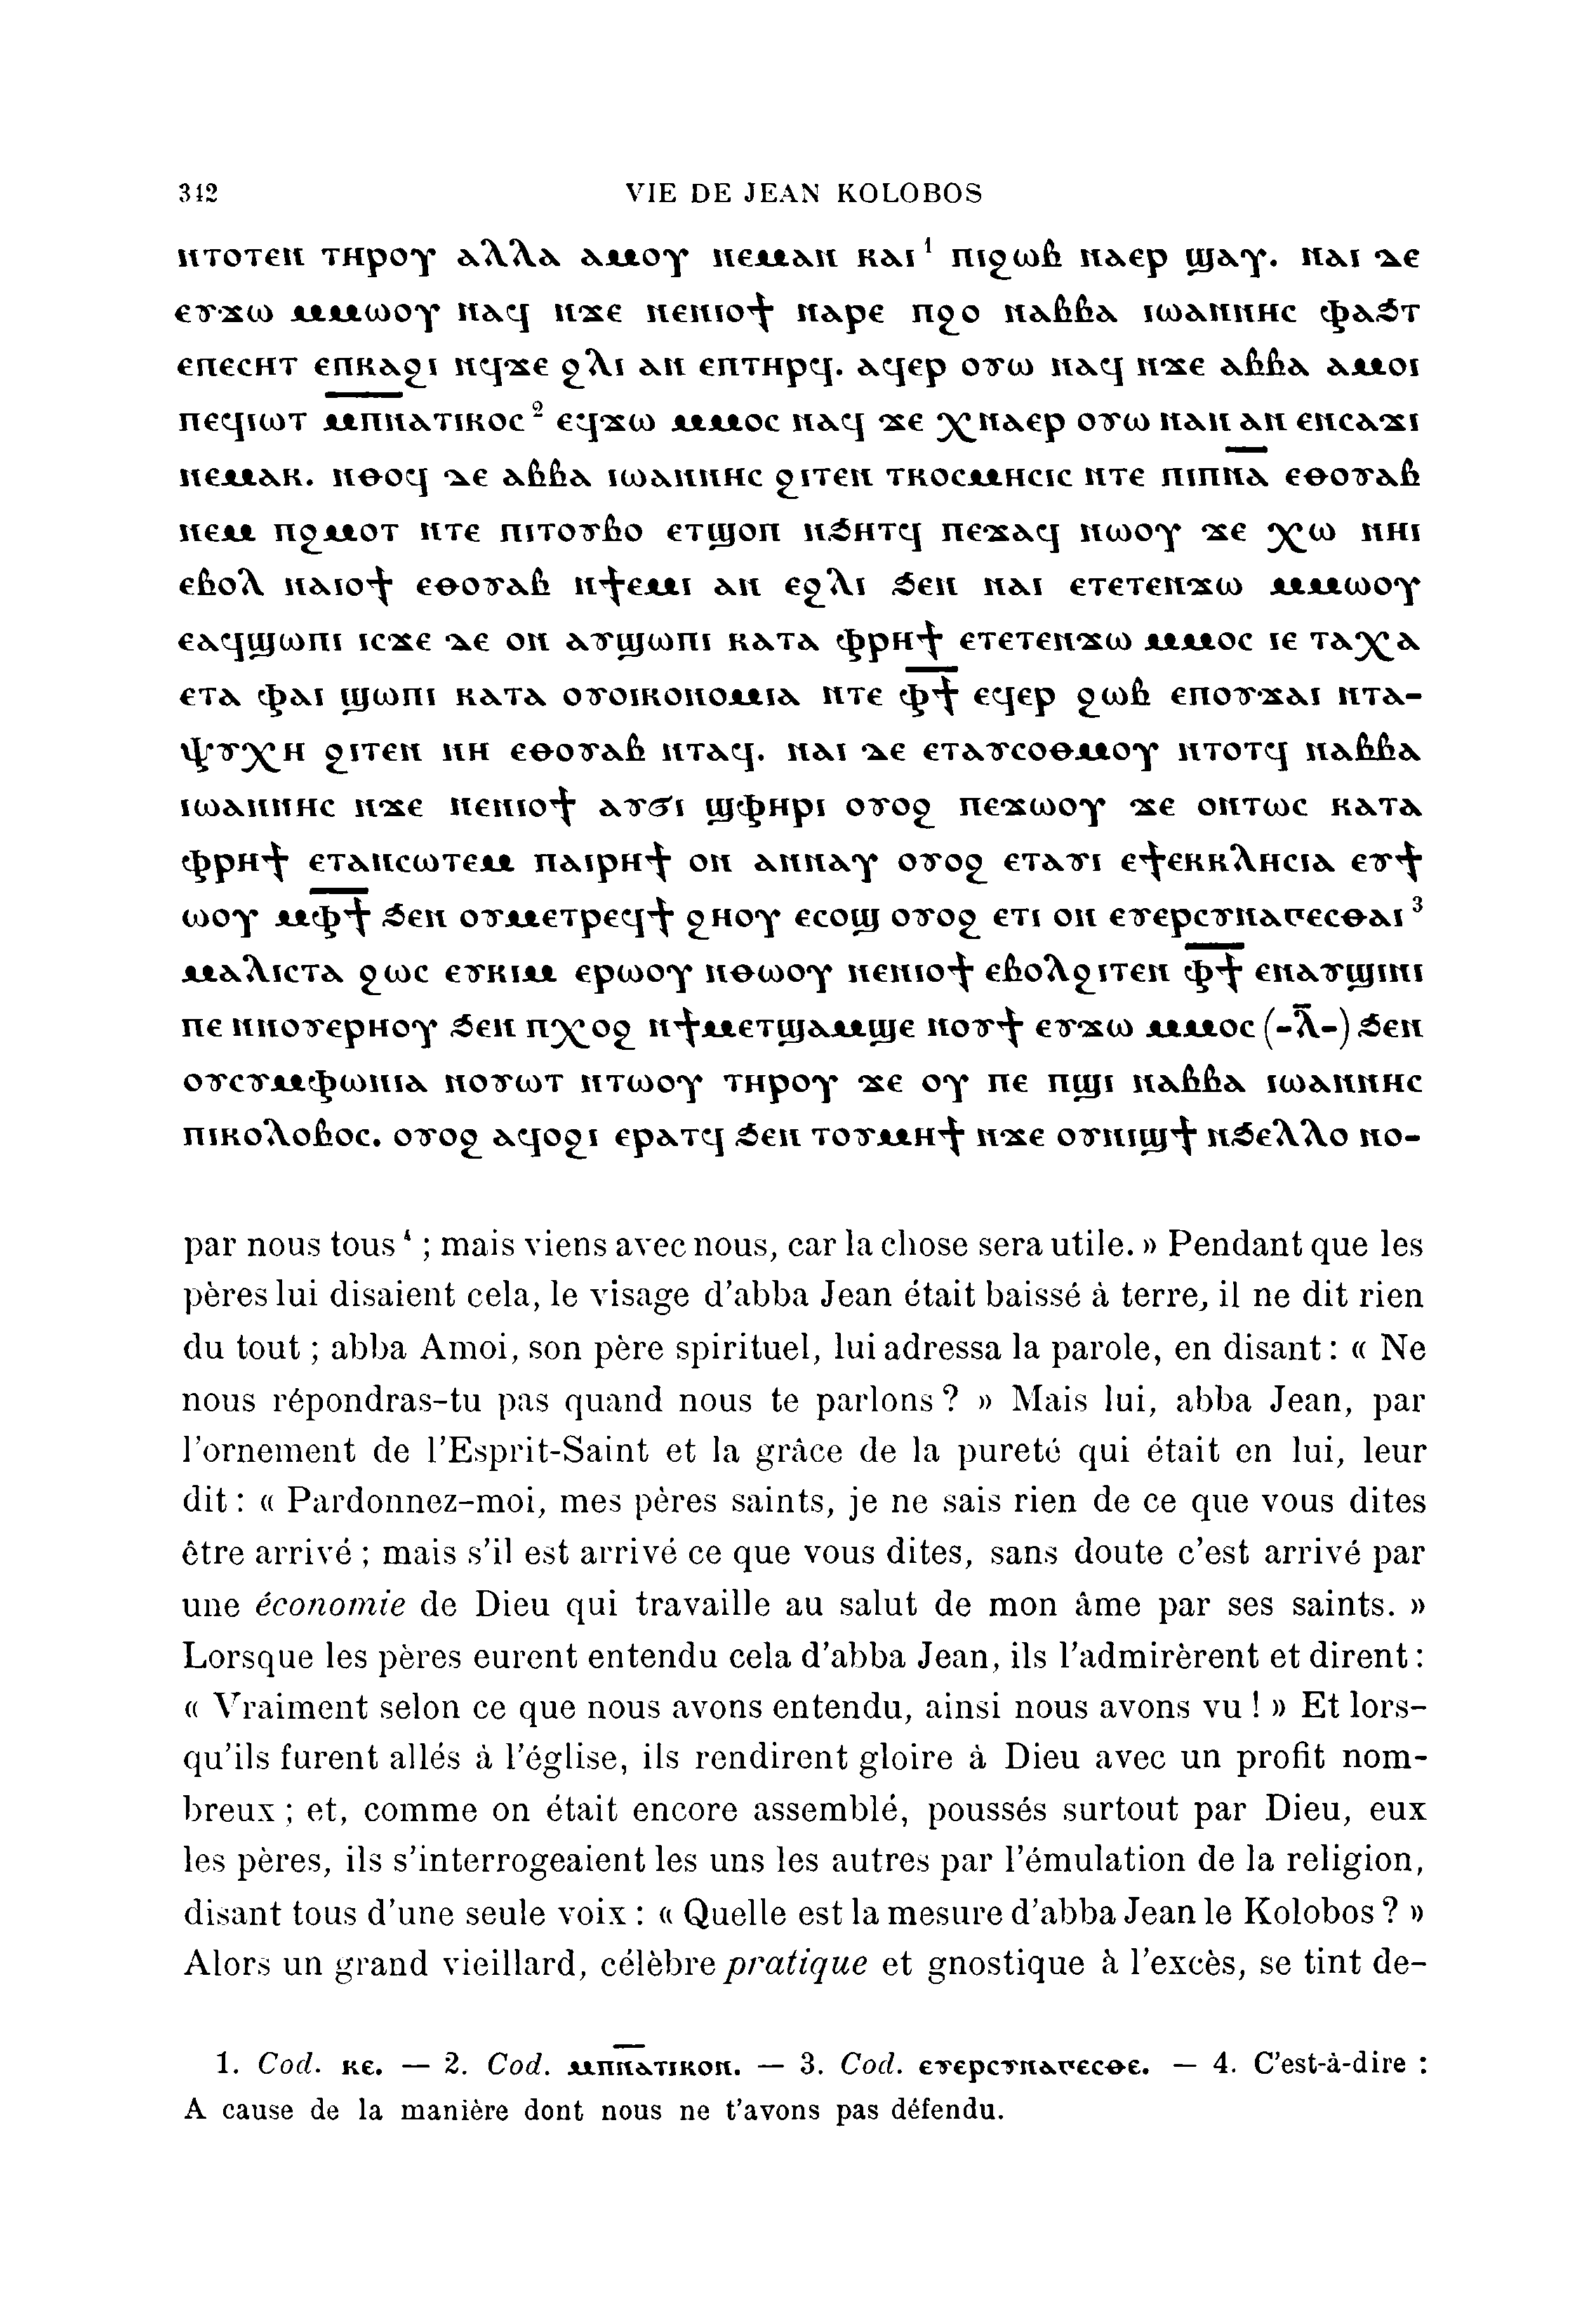 342 VIE DE JEAN KOLOBOS
ⲛⲧⲟⲧⲉⲛ ⲧⲏⲣⲟⲩ ⲁⲗⲗⲁ ⲁⲙⲟⲩ ⲛⲉⲙⲁⲛ ⲕⲁⲓ¹ ⲡⲓϩⲱⲃ ⲛⲁⲉⲣ ϣⲁⲩ. ⲛⲁⲓ ⲇⲉ
ⲉⲩϫⲱ ⲙⲙⲱⲟⲩ ⲛⲁϥ ⲛϫⲉ ⲛⲉⲛⲓⲟϯ ⲛⲁⲣⲉ ⲡϩⲟ ⲛⲁⲃⲃⲁ ⲓⲱⲁⲛⲛⲏⲥ ⲫⲁϧⲧ
ⲉⲡⲉⲥⲏⲧ ⲉⲡⲕⲁϩⲓ ⲛϥϫⲉ ϩⲗⲓ ⲁⲛ ⲉⲡⲧⲏⲣϥ. ⲁϥⲉⲣ ⲟⲩⲱ ⲛⲁϥ ⲛϫⲉ ⲁⲃⲃⲁ ⲁⲙⲟⲓ
ⲡⲉϥⲓⲱⲧ ⲙ̅ⲡ̅ⲛ̅ⲁ̅ⲧⲓⲕⲟⲥ² ⲉϥϫⲱ ⲙⲙⲟⲥ ⲛⲁϥ ϫⲉ ⲭⲛⲁⲉⲣ ⲟⲩⲱ ⲛⲁⲛ ⲁⲛ ⲉⲛⲥⲁϫⲓ
ⲛⲉⲙⲁⲕ. ⲛⲑⲟϥ ⲇⲉ ⲁⲃⲃⲁ ⲓⲱⲁⲛⲛⲏⲥ ϩⲓⲧⲉⲛ ⲧⲕⲟⲥⲙⲏⲥⲓⲥ ⲛⲧⲉ ⲡⲓⲡ̅ⲛ̅ⲁ̅ ⲉⲑⲟⲩⲁⲃ
ⲛⲉⲙ ⲡϩⲙⲟⲧ ⲛⲧⲉ ⲡⲓⲧⲟⲩⲃⲟ ⲉⲧϣⲟⲡ ⲛϧⲏⲧϥ ⲡⲉϫⲁϥ ⲛⲱⲟⲩ ϫⲉ ⲭⲱ ⲛⲏⲓ
ⲉⲃⲟⲗ ⲛⲁⲓⲟϯ ⲉⲑⲟⲩⲁⲃ ⲛϯⲉⲙⲓ ⲁⲛ ⲉϩⲗⲓ ϧⲉⲛ ⲛⲁⲓ ⲉⲧⲉⲧⲉⲛϫⲱ ⲙⲙⲱⲟⲩ
ⲉⲁϥϣⲱⲡⲓ ⲓⲥϫⲉ ⲇⲉ ⲟⲛ ⲁⲩϣⲱⲡⲓ ⲕⲁⲧⲁ ⲫⲣⲏϯ ⲉⲧⲉⲧⲉⲛϫⲱ ⲙⲙⲟⲥ ⲓⲉ ⲧⲁⲭⲁ
ⲉⲧⲁ ⲫⲁⲓ ϣⲱⲡⲓ ⲕⲁⲧⲁ ⲟⲩⲟⲓⲕⲟⲛⲟⲙⲓⲁ ⲛⲧⲉ ⲫ̅ϯ̅ ⲉϥⲉⲣ ϩⲱⲃ ⲉⲡⲟⲩϫⲁⲓ ⲛⲧⲁ-
ⲯⲩⲭⲏ ϩⲓⲧⲉⲛ ⲛⲏ ⲉⲑⲟⲩⲁⲃ ⲛⲧⲁϥ. ⲛⲁⲓ ⲇⲉ ⲉⲧⲁⲩⲥⲟⲑⲙⲟⲩ ⲛⲧⲟⲧϥ ⲛⲁⲃⲃⲁ
ⲓⲱⲁⲛⲛⲏⲥ ⲛϫⲉ ⲛⲉⲛⲓⲟϯ ⲁⲩϭⲓ ϣⲫⲏⲣⲓ ⲟⲩⲟϩ ⲡⲉϫⲱⲟⲩ ϫⲉ ⲟⲛⲧⲱⲥ ⲕⲁⲧⲁ
ⲫⲣⲏϯ ⲉⲧⲁⲛⲥⲱⲧⲉⲙ ⲡⲁⲓⲣⲏϯ ⲟⲛ ⲁⲛⲛⲁⲩ ⲟⲩⲟϩ ⲉⲧⲁⲩⲓ ⲉϯⲉⲕⲕⲗⲏⲥⲓⲁ ⲉⲩϯ
ⲱⲟⲩ ⲙⲫ̅ϯ̅ ϧⲉⲛ ⲟⲩⲙⲉⲧⲣⲉϥϯ ϩⲏⲟⲩ ⲉⲥⲟϣ ⲟⲩⲟϩ ⲉⲧⲓ ⲟⲛ ⲉⲩⲉⲣⲥⲩⲛⲁⲅⲉⲥⲑⲁⲓ³
ⲙⲁⲗⲓⲥⲧⲁ ϩⲱⲥ ⲉⲩⲕⲓⲙ ⲉⲣⲱⲟⲩ ⲛⲑⲱⲟⲩ ⲛⲉⲛⲓⲟϯ ⲉⲃⲟⲗϩⲓⲧⲉⲛ ⲫ̅ϯ̅ ⲉⲛⲁⲩϣⲓⲛⲓ
ⲡⲉ ⲛⲛⲟⲩⲉⲣⲏⲟⲩ ϧⲉⲛ ⲡⲭⲟϩ ⲛϯⲙⲉⲧϣⲁⲙϣⲉ ⲛⲟⲩϯ ⲉⲩϫⲱ ⲙⲙⲟⲥ (-ⲗ̅-) ϧⲉⲛ
ⲟⲩⲥⲩⲙⲫⲱⲛⲓⲁ ⲛⲟⲩⲱⲧ ⲛⲧⲱⲟⲩ ⲧⲏⲣⲟⲩ ϫⲉ ⲟⲩ ⲡⲉ ⲡϣⲓ ⲛⲁⲃⲃⲁ ⲓⲱⲁⲛⲛⲏⲥ
ⲡⲓⲕⲟⲗⲟⲃⲟⲥ. ⲟⲩⲟϩ ⲁϥⲟϩⲓ ⲉⲣⲁⲧϥ ϧⲉⲛ ⲧⲟⲩⲙⲏϯ ⲛϫⲉ ⲟⲩⲛⲓϣϯ ⲛϧⲉⲗⲗⲟ ⲛⲟ-
par nous tous⁴ ; mais viens avec nous, car la chose sera utile. » Pendant que les
pères lui disaient cela, le visage d'abba Jean était baissé à terre, il ne dit rien
du tout ; abba Amoi, son père spirituel, lui adressa la parole, en disant : « Ne
nous répondras-tu pas quand nous te parlons ? » Mais lui, abba Jean, par
l'ornement de l'Esprit-Saint et la grâce de la pureté qui était en lui, leur
dit : « Pardonnez-moi, mes pères saints, je ne sais rien de ce que vous dites
être arrivé ; mais s'il est arrivé ce que vous dites, sans doute c'est arrivé par
une économie de Dieu qui travaille au salut de mon âme par ses saints. »
Lorsque les pères eurent entendu cela d'abba Jean, ils l'admirèrent et dirent :
« Vraiment selon ce que nous avons entendu, ainsi nous avons vu ! » Et lors-
qu'ils furent allés à l'église, ils rendirent gloire à Dieu avec un profit nom-
breux ; et, comme on était encore assemblé, poussés surtout par Dieu, eux
les pères, ils s'interrogeaient les uns les autres par l'émulation de la religion,
disant tous d'une seule voix : « Quelle est la mesure d'abba Jean le Kolobos ? »
Alors un grand vieillard, célèbre pratique et gnostique à l'excès, se tint de-
1. Cod. ⲕⲉ. — 2. Cod. ⲙⲡ̅ⲛ̅ⲁ̅ⲧⲓⲕⲟⲛ. — 3. Cod. ⲉⲩⲉⲣⲥⲩⲛⲁⲅⲉⲥⲑⲉ. — 4. C'est-à-dire :
A cause de la manière dont nous ne t'avons pas défendu.